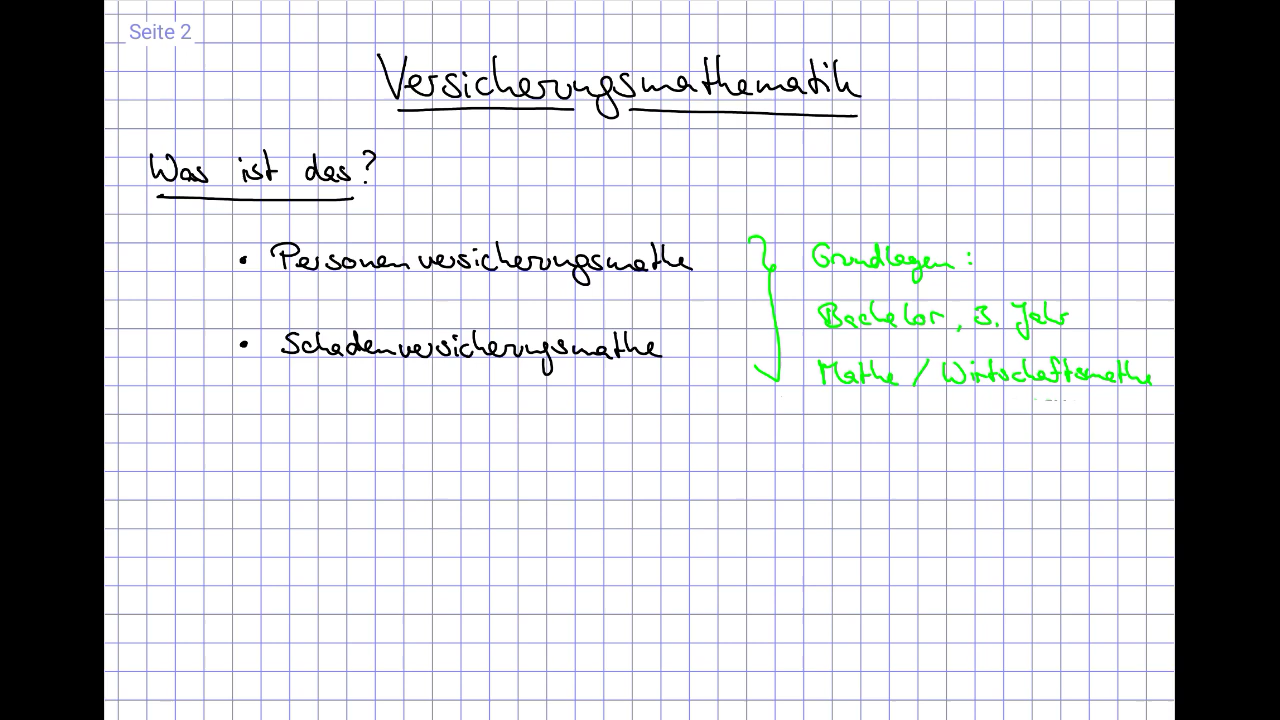 Seite 2
Versicherungsmathematik
Was ist das?
• Personenversicherungsmathe
• Schadenversicherungsmathe
Grundlagen:
Bachelor, 3. Jahr
Mathe / Wirtschaftsmathe